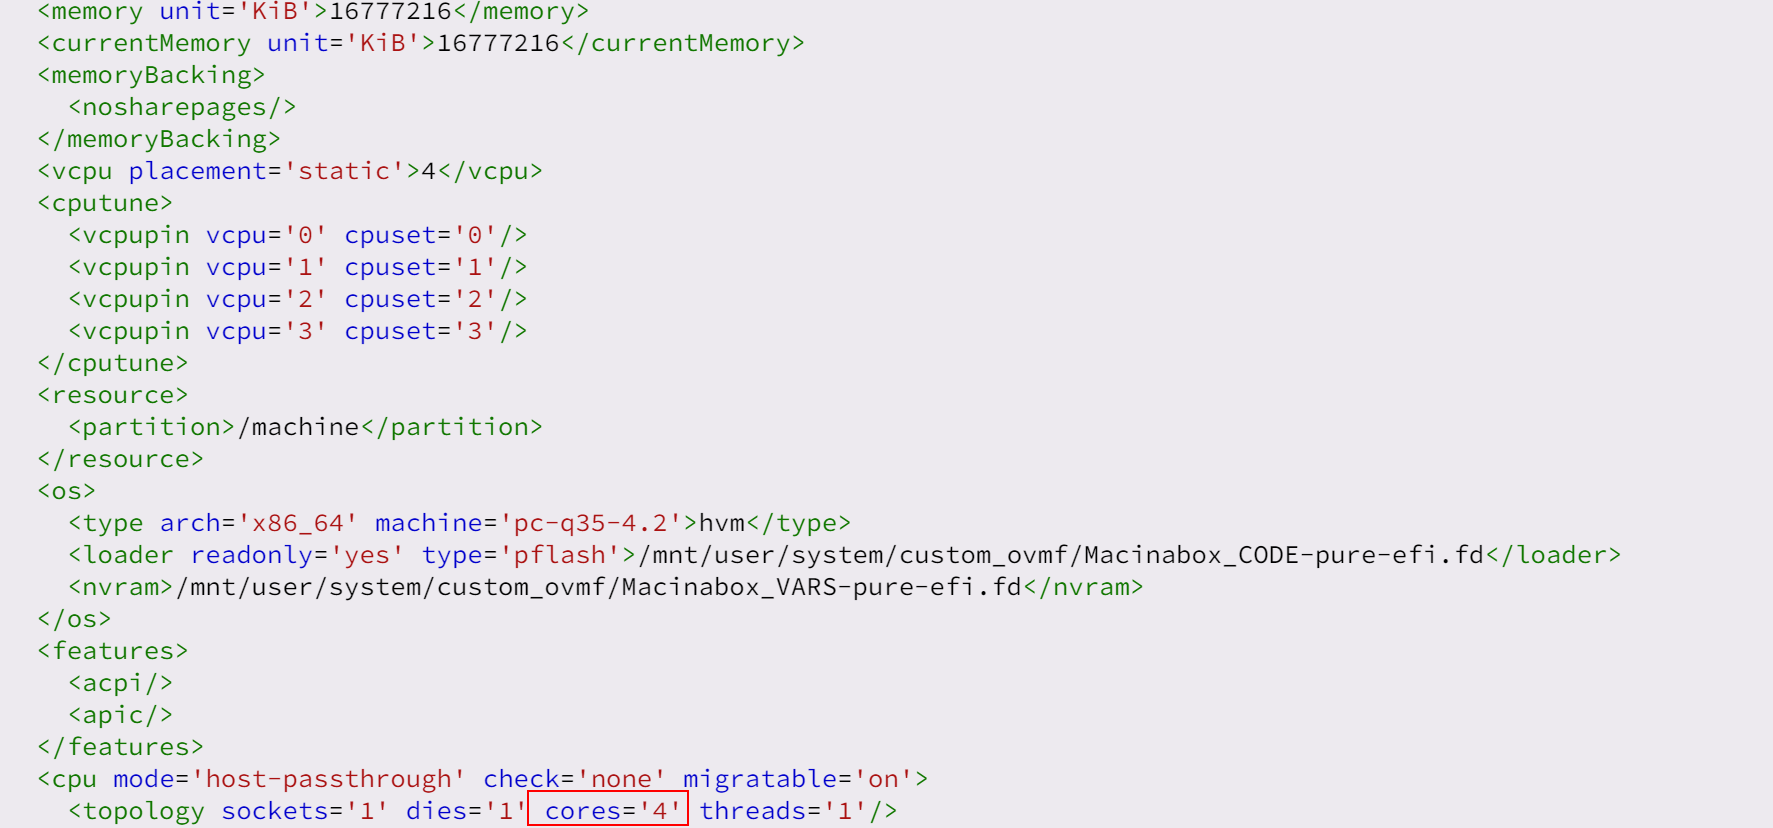 <memory unit='KiB'>16777216</memory>
<currentMemory unit='KiB'>16777216</currentMemory>
<memoryBacking>
<nosharepages/>
</memoryBacking>
<vcpu placement='static'>4</vcpu>
<cputune>
<vcpupin vcpu='0' cpuset='0'/>
<vcpupin vcpu='1' cpuset='1'/>
<vcpupin vcpu='2' cpuset='2'/>
<vcpupin vcpu='3' cpuset='3'/>
</cputune>
<resource>
<partition>/machine</partition>
</resource>
<os>
<type arch='x86_64' machine='pc-q35-4.2'>hvm</type>
<loader readonly='yes' type='pflash'>/mnt/user/system/custom_ovmf/Macinabox_CODE-pure-efi.fd</loader>
<nvram>/mnt/user/system/custom_ovmf/Macinabox_VARS-pure-efi.fd</nvram>
</os>
<features>
<acpi/>
<apic/>
</features>
<cpu mode='host-passthrough' check='none' migratable='on'>
<topology sockets='1' dies='1' cores='4' threads='1'/>